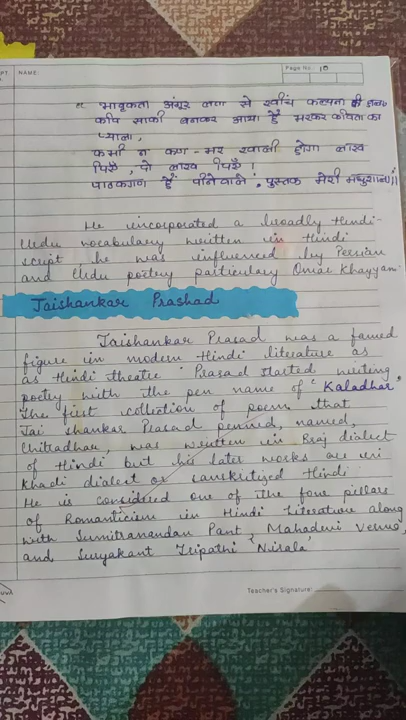 NAME:
Page No. 10
" भावुकता अंगूर लता से खींच कल्पना की हाला
कवि साकी बनकर आया है भरकर कविता का
प्याला,
कभी न कण-भर खाली होगा लाख
पिएँ, दो लाख पिएँ।
पाठकगण हैं पीनेवाले, पुस्तक मेरी मधुशाला।।
He incorporated a broadly Hindi-
Urdu vocabulary written in Hindi
script he was influenced by Persian
and Urdu poetry particulary Omar Khayyam
Jaishankar Prashad
Jaishankar Prasad was a famed
figure in modern Hindi literature as
as Hindi theatre. Prasad started writing
poetry with the pen name of "Kaladhar"
The first collection of poem that
Jai shankar Prasad penned, named,
Chitradhar, was written in Braj dialect
of Hindi but his later works are in
Khadi dialect or sanskritized Hindi
He is considered one of the four pillars
of Romanticism in Hindi Literature along
with Sumitranandan Pant, Mahadevi Verma,
and Suryakant Tripathi 'Nirala'
Teacher's Signature: